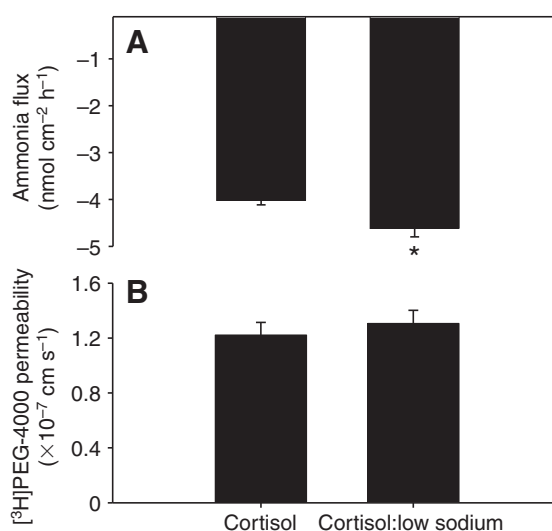 A
Ammonia flux
(nmol cm⁻² h⁻¹)
–1
–2
–3
–4
–5
*
B
[³H]PEG-4000 permeability
(×10⁻⁷ cm s⁻¹)
1.6
1.2
0.8
0.4
0
Cortisol
Cortisol:low sodium